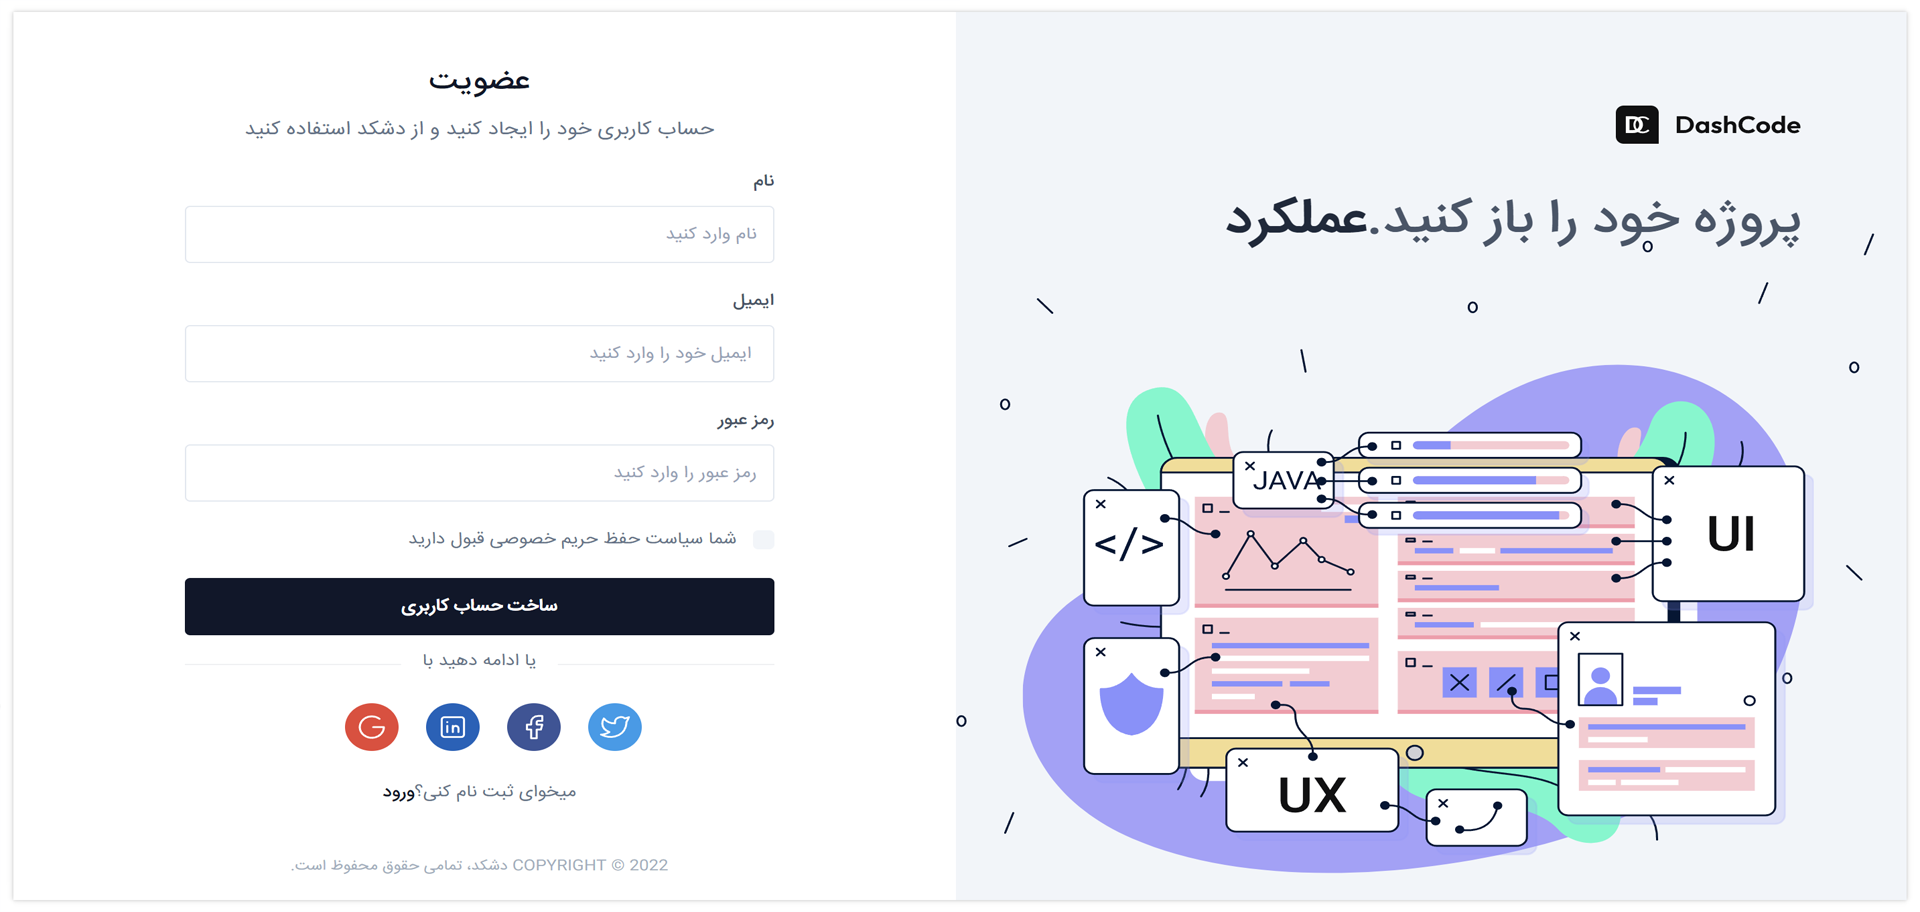 DashCode
پروژه خود را باز کنید.عملکرد
JAVA
</>
UI
UX
عضویت
حساب کاربری خود را ایجاد کنید و از دشکد استفاده کنید
نام
نام وارد کنید
ایمیل
ایمیل خود را وارد کنید
رمز عبور
رمز عبور را وارد کنید
شما سیاست حفظ حریم خصوصی قبول دارید
ساخت حساب کاربری
یا ادامه دهید با
میخوای ثبت نام کنی؟ورود
COPYRIGHT © 2022 دشکد، تمامی حقوق محفوظ است.